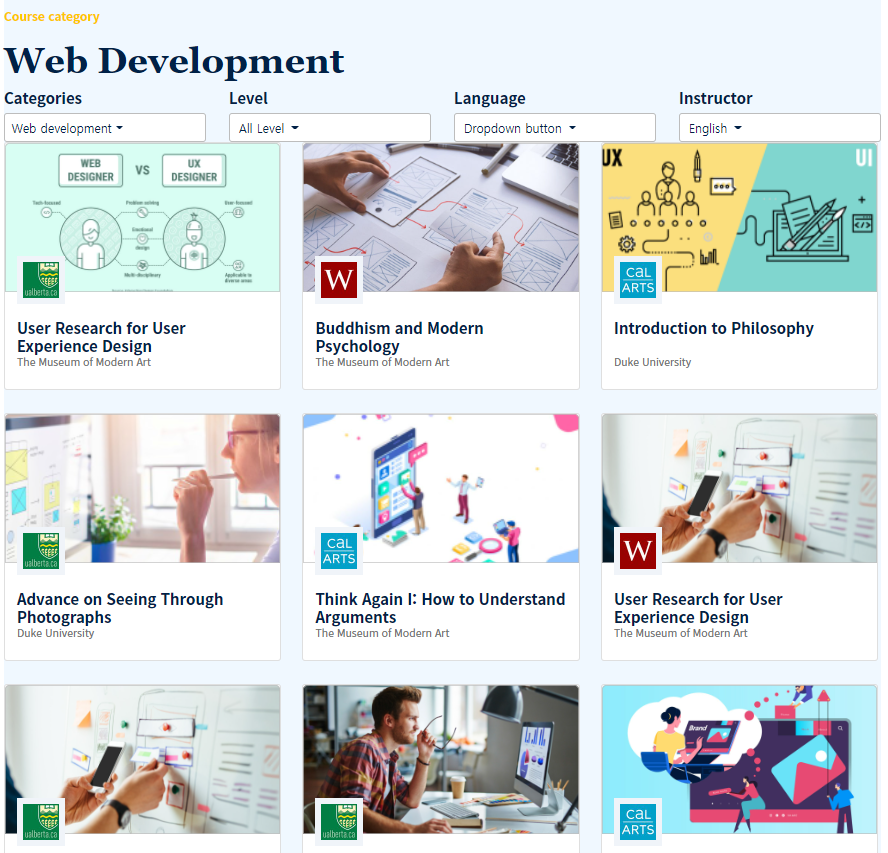 Course category
Web Development
Categories
Level
Language
Instructor
Web development
All Level
Dropdown button
English
WEB DESIGNER
VS
UX DESIGNER
Tech-focused
Problem solving
User-focused
Emotional design
Multi-disciplinary
Applicable to diverse areas
ualberta.ca
W
UX
UI
CAL ARTS
User Research for User
Experience Design
The Museum of Modern Art
Buddhism and Modern
Psychology
The Museum of Modern Art
Introduction to Philosophy
Duke University
ualberta.ca
CAL ARTS
W
Advance on Seeing Through
Photographs
Duke University
Think Again I: How to Understand
Arguments
The Museum of Modern Art
User Research for User
Experience Design
The Museum of Modern Art
Brand
ualberta.ca
ualberta.ca
CAL ARTS